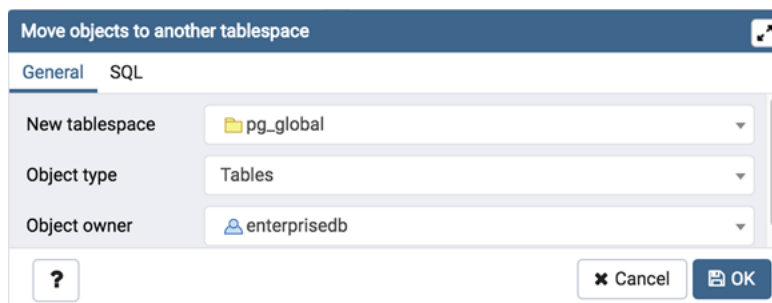 Move objects to another tablespace
General SQL
New tablespace pg_global
Object type Tables
Object owner enterprisedb
? Cancel OK